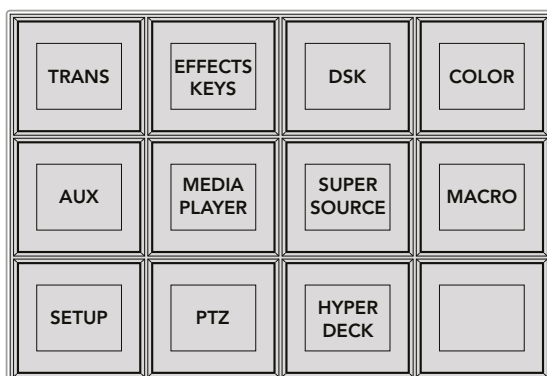 TRANS
EFFECTS
KEYS
DSK
COLOR
AUX
MEDIA
PLAYER
SUPER
SOURCE
MACRO
SETUP
PTZ
HYPER
DECK